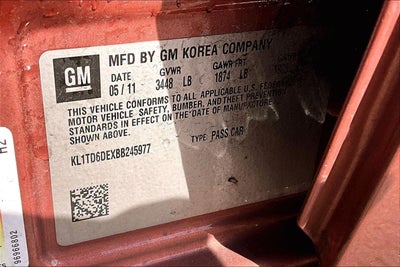 GM
MFD BY GM KOREA COMPANY
DATE GVWR GAWR FRT
05/11 3448 LB 1874 LB
THIS VEHICLE CONFORMS TO ALL APPLICABLE U.S. FEDERAL
MOTOR VEHICLE SAFETY, BUMPER, AND THEFT PREVENTION
STANDARDS IN EFFECT ON THE DATE OF MANUFACTURE
SHOWN ABOVE.
KL1TD6DEXBB245977 TYPE: PASS CAR
96966802